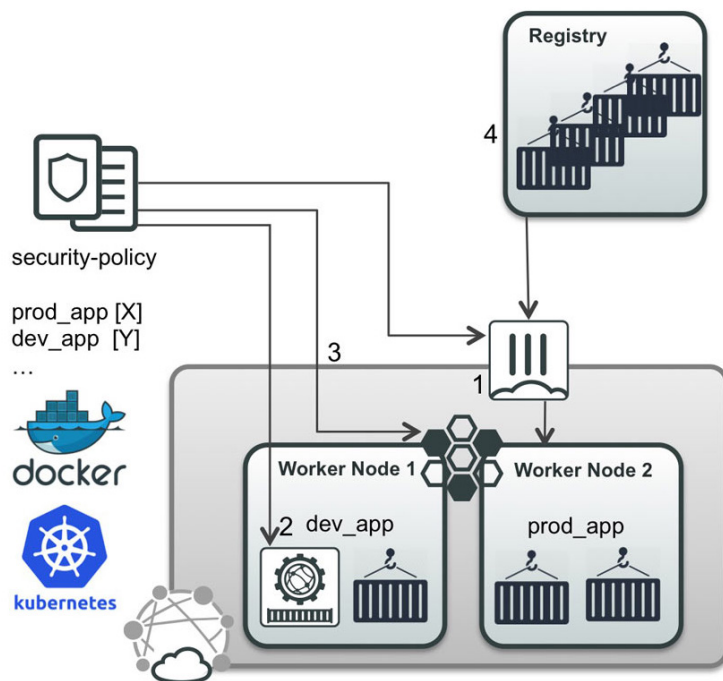 Registry
4
security-policy
prod_app [X]
dev_app [Y]
…
3
1
docker
Worker Node 1
Worker Node 2
2
dev_app
prod_app
kubernetes